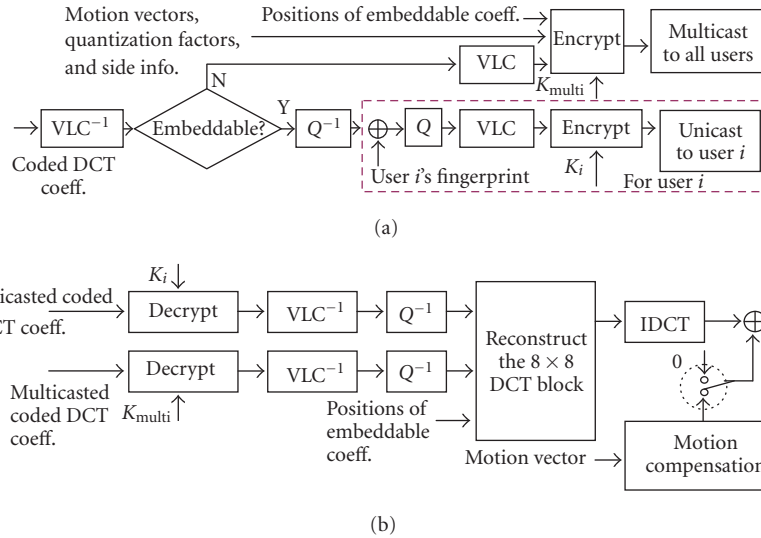 Motion vectors,
quantization factors,
and side info.
Positions of embeddable coeff.
Encrypt
Multicast
to all users
N
VLC
K_multi
VLC⁻¹
Embeddable?
Y
Q⁻¹
Q
VLC
Encrypt
Unicast
to user i
Coded DCT
coeff.
User i's fingerprint
K_i
For user i
(a)
K_i
coded
coeff.
Decrypt
VLC⁻¹
Q⁻¹
Reconstruct
the 8 × 8
DCT block
IDCT
Multicasted
coded DCT
coeff.
Decrypt
VLC⁻¹
Q⁻¹
0
K_multi
Positions of
embeddable
coeff.
Motion vector
Motion
compensation
(b)